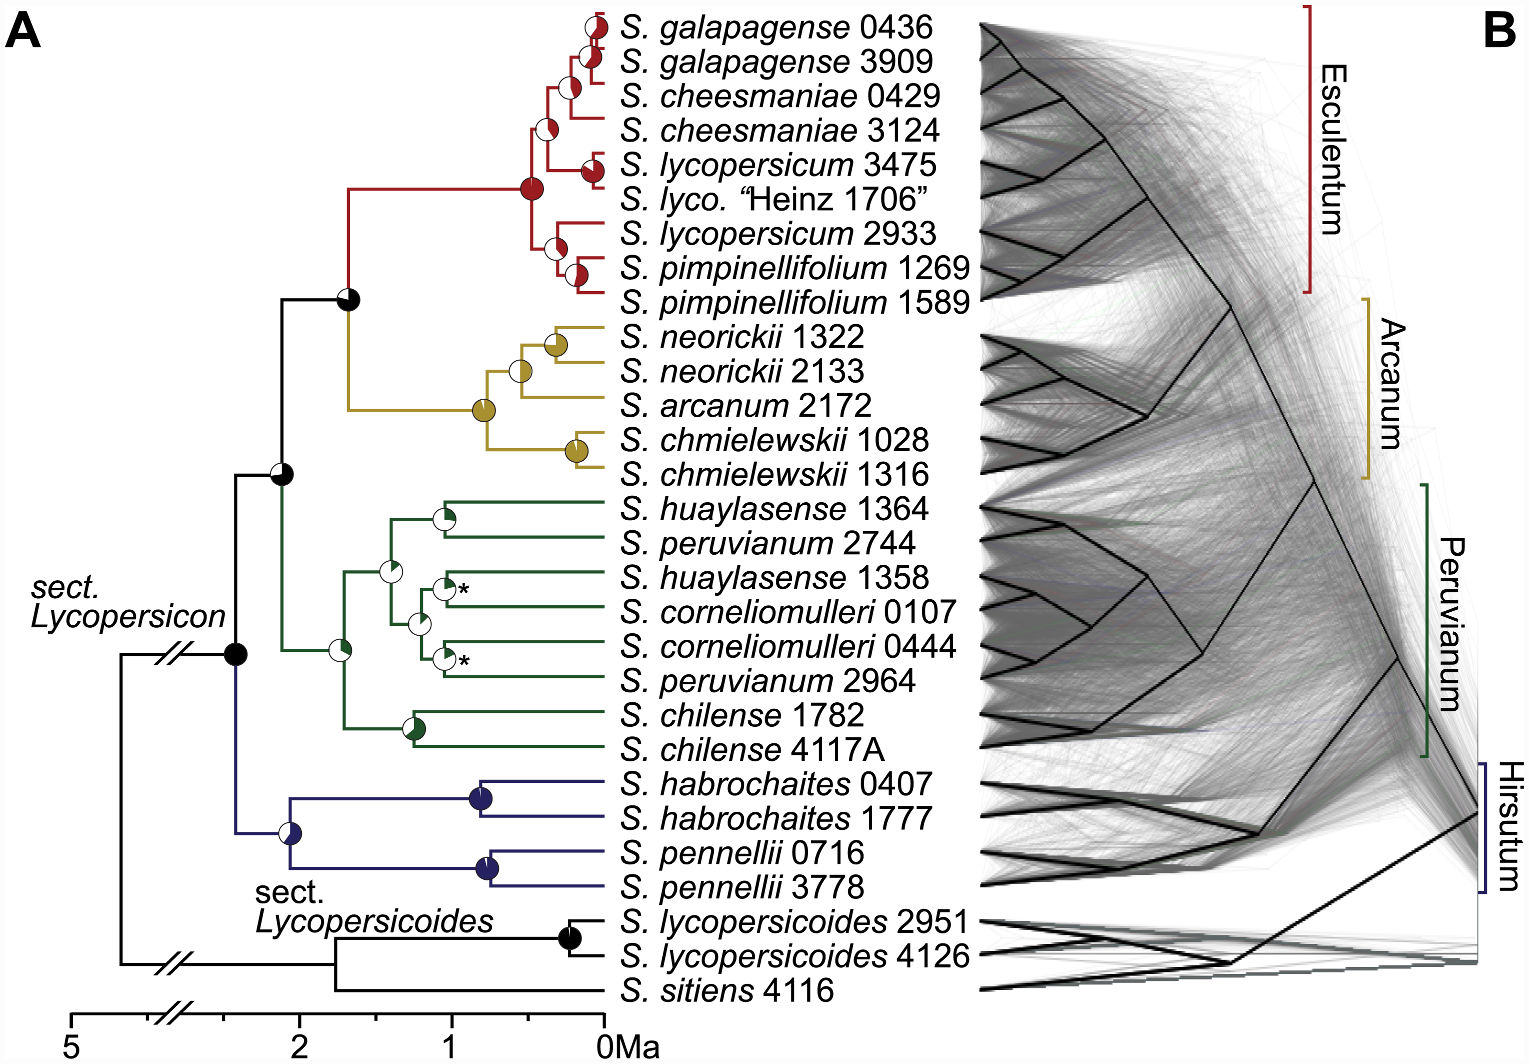 A
B
S. galapagense 0436
S. galapagense 3909
S. cheesmaniae 0429
S. cheesmaniae 3124
S. lycopersicum 3475
S. lyco. “Heinz 1706”
S. lycopersicum 2933
S. pimpinellifolium 1269
S. pimpinellifolium 1589
S. neorickii 1322
S. neorickii 2133
S. arcanum 2172
S. chmielewskii 1028
S. chmielewskii 1316
S. huaylasense 1364
S. peruvianum 2744
S. huaylasense 1358
*
S. corneliomulleri 0107
S. corneliomulleri 0444
*
S. peruvianum 2964
S. chilense 1782
S. chilense 4117A
S. habrochaites 0407
S. habrochaites 1777
S. pennellii 0716
S. pennellii 3778
S. lycopersicoides 2951
S. lycopersicoides 4126
S. sitiens 4116
sect.
Lycopersicon
sect.
Lycopersicoides
Esculentum
Arcanum
Peruvianum
Hirsutum
5 2 1 0Ma